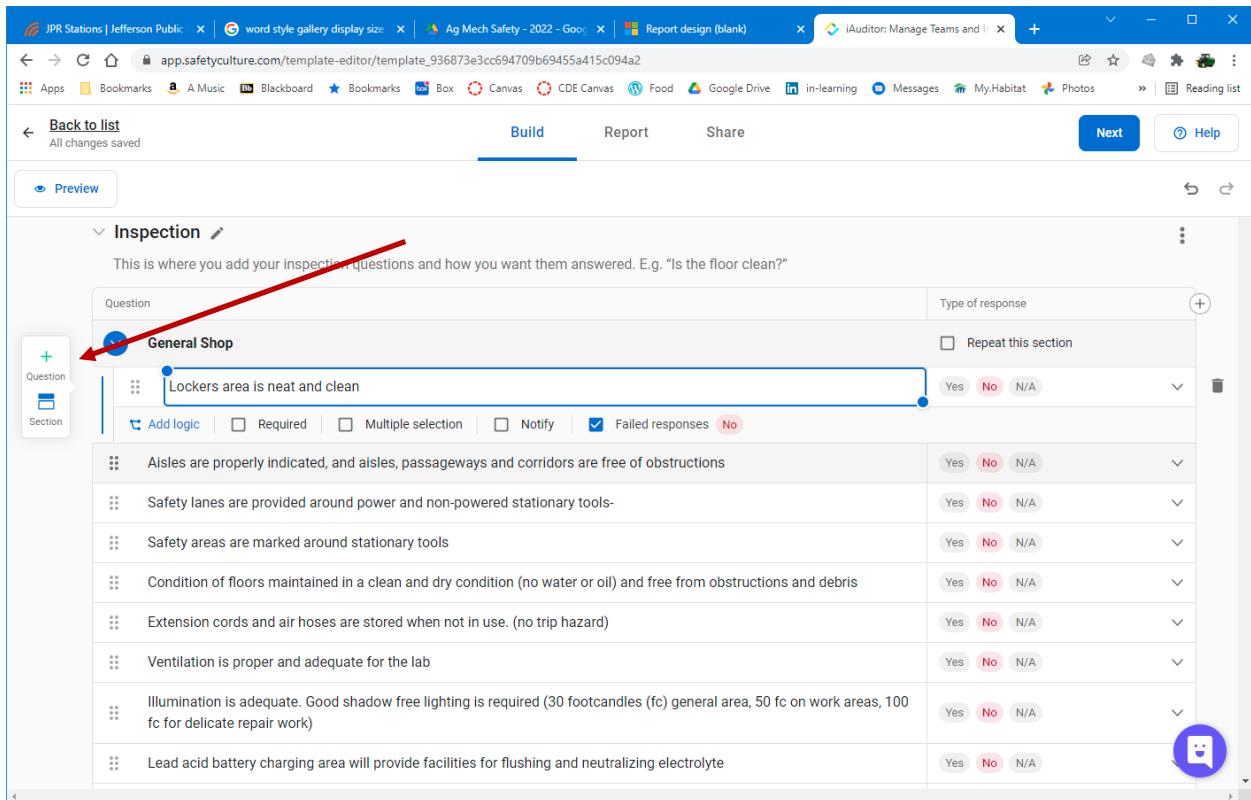 JPR Stations | Jefferson Public
word style gallery display size
Ag Mech Safety - 2022 - Goog
Report design (blank)
iAuditor: Manage Teams and In
app.safetyculture.com/template-editor/template_936873e3cc694709b69455a415c094a2
Apps
Bookmarks
A Music
Bb
Blackboard
Bookmarks
box
Box
Canvas
CDE Canvas
Food
Google Drive
in
in-learning
Messages
My.Habitat
Photos
»
Reading list
Back to list
All changes saved
Build
Report
Share
Next
Help
Preview
Inspection
This is where you add your inspection questions and how you want them answered. E.g. “Is the floor clean?”
Question
Type of response
General Shop
Repeat this section
Question
Section
Lockers area is neat and clean
Yes No N/A
Add logic
Required
Multiple selection
Notify
Failed responses No
Aisles are properly indicated, and aisles, passageways and corridors are free of obstructions
Yes No N/A
Safety lanes are provided around power and non-powered stationary tools-
Yes No N/A
Safety areas are marked around stationary tools
Yes No N/A
Condition of floors maintained in a clean and dry condition (no water or oil) and free from obstructions and debris
Yes No N/A
Extension cords and air hoses are stored when not in use. (no trip hazard)
Yes No N/A
Ventilation is proper and adequate for the lab
Yes No N/A
Illumination is adequate. Good shadow free lighting is required (30 footcandles (fc) general area, 50 fc on work areas, 100
fc for delicate repair work)
Yes No N/A
Lead acid battery charging area will provide facilities for flushing and neutralizing electrolyte
Yes No N/A